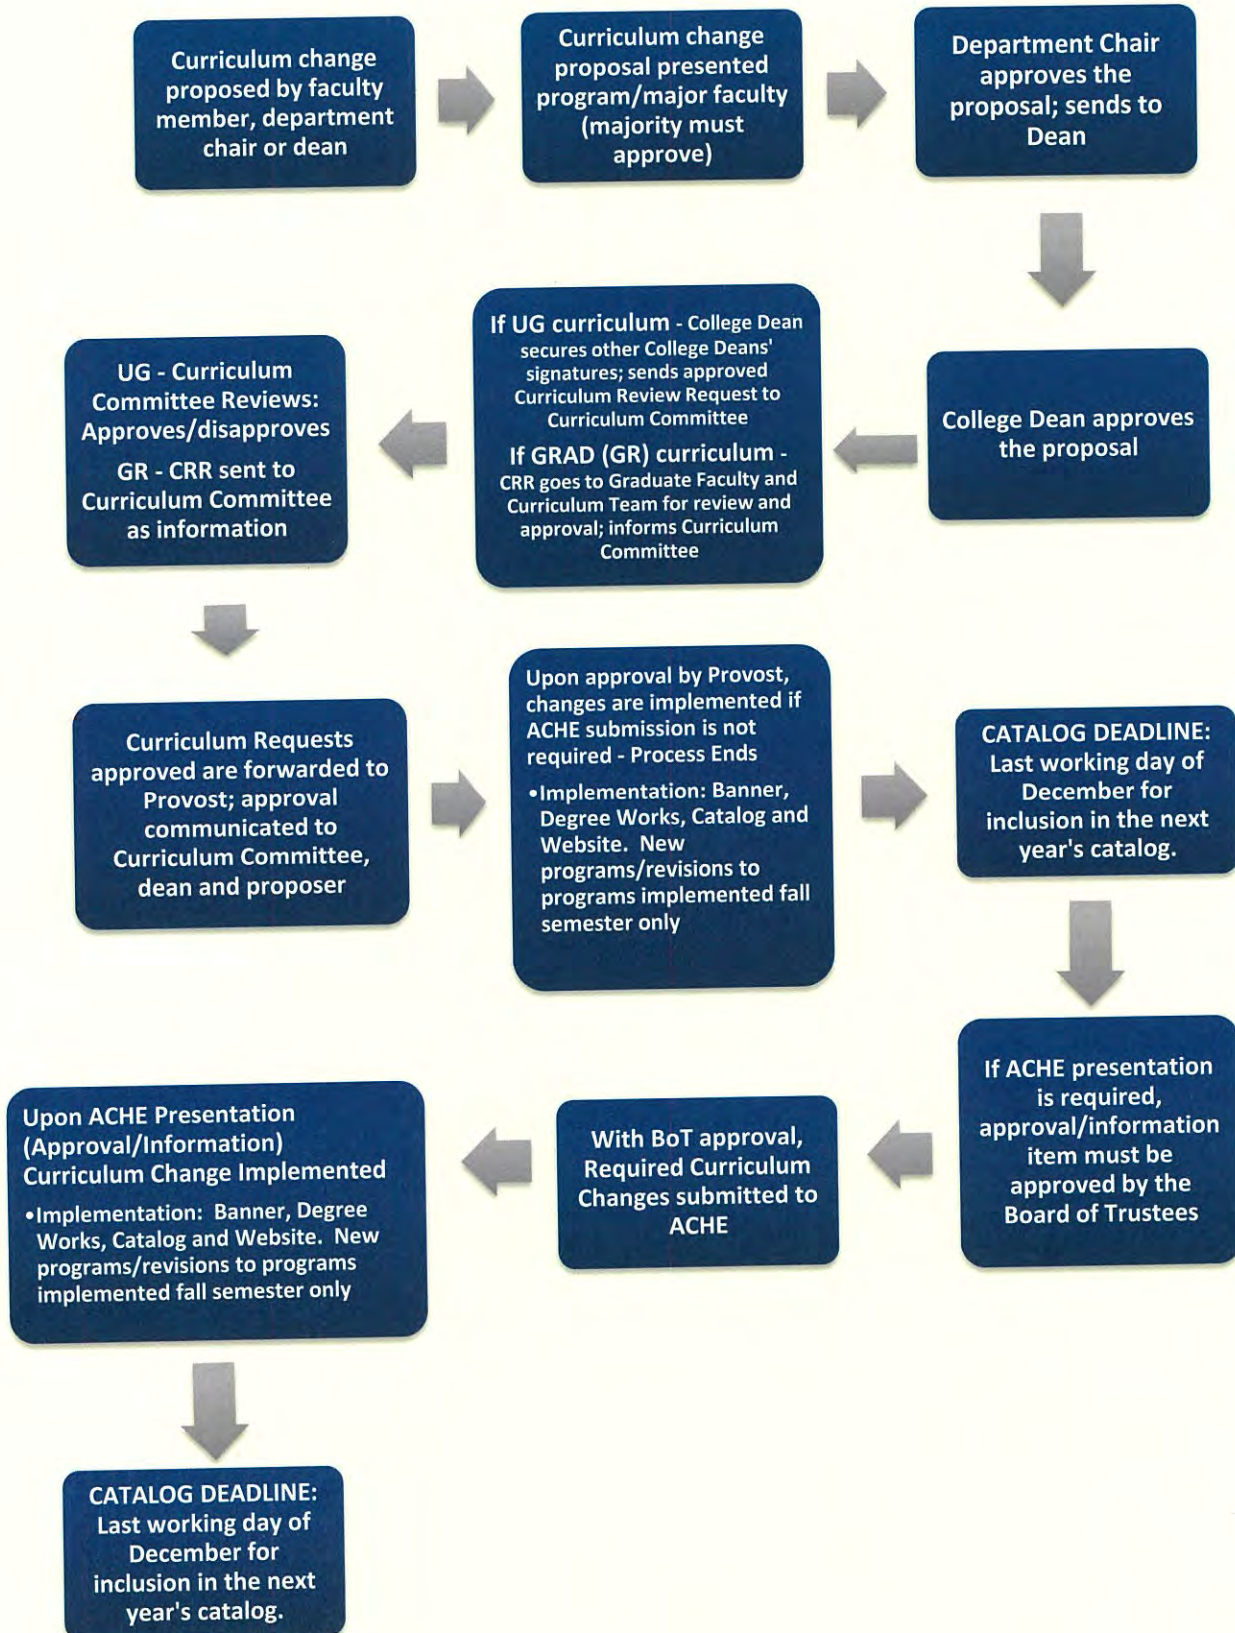 Curriculum change
proposed by faculty
member, department
chair or dean
Curriculum change
proposal presented
program/major faculty
(majority must
approve)
Department Chair
approves the
proposal; sends to
Dean
College Dean approves
the proposal
If UG curriculum - College Dean
secures other College Deans'
signatures; sends approved
Curriculum Review Request to
Curriculum Committee
If GRAD (GR) curriculum -
CRR goes to Graduate Faculty and
Curriculum Team for review and
approval; informs Curriculum
Committee
UG - Curriculum
Committee Reviews:
Approves/disapproves
GR - CRR sent to
Curriculum Committee
as information
Curriculum Requests
approved are forwarded to
Provost; approval
communicated to
Curriculum Committee,
dean and proposer
Upon approval by Provost,
changes are implemented if
ACHE submission is not
required - Process Ends
•Implementation: Banner,
Degree Works, Catalog and
Website.  New
programs/revisions to
programs implemented fall
semester only
CATALOG DEADLINE:
Last working day of
December for
inclusion in the next
year's catalog.
If ACHE presentation
is required,
approval/information
item must be
approved by the
Board of Trustees
With BoT approval,
Required Curriculum
Changes submitted to
ACHE
Upon ACHE Presentation
(Approval/Information)
Curriculum Change Implemented
•Implementation:  Banner, Degree
Works, Catalog and Website.  New
programs/revisions to programs
implemented fall semester only
CATALOG DEADLINE:
Last working day of
December for
inclusion in the next
year's catalog.